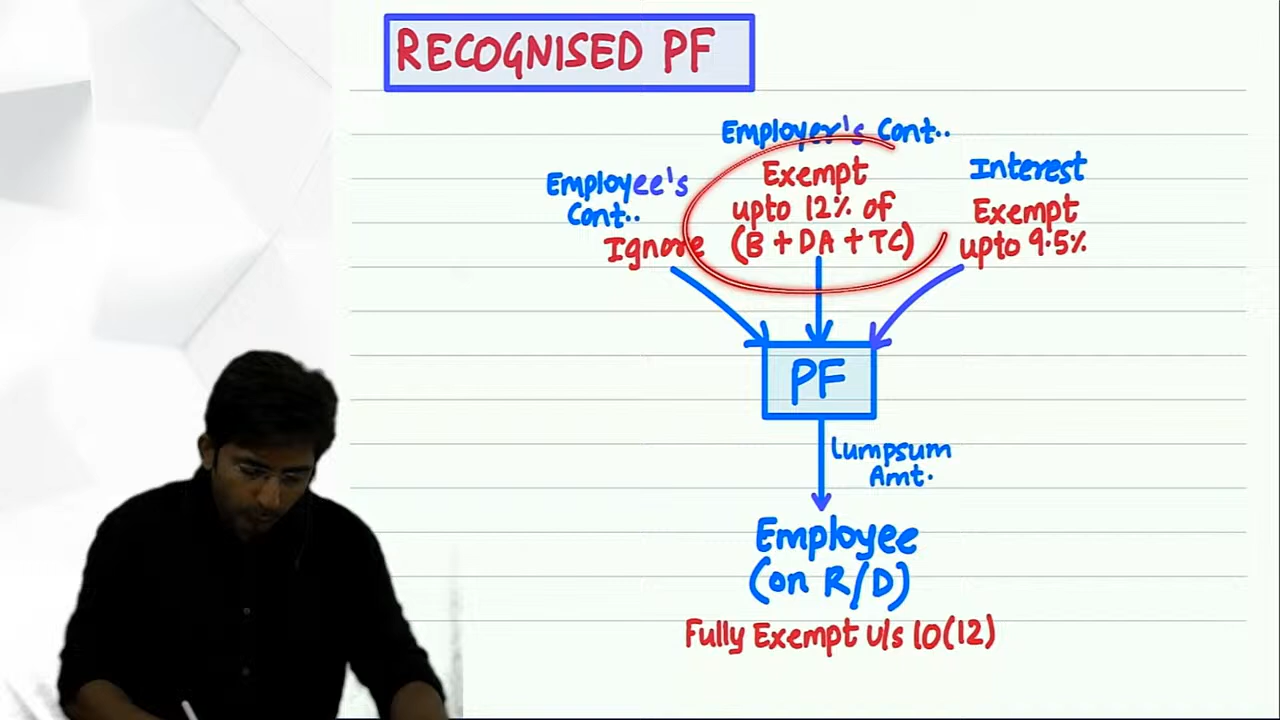 RECOGNISED PF
Employer's Cont..
Employee's
Cont..
Ignore
Exempt
upto 12% of
(B + DA + TC)
Interest
Exempt
upto 9.5%
PF
Lumpsum
Amt.
Employee
(on R/D)
Fully Exempt u/s 10(12)